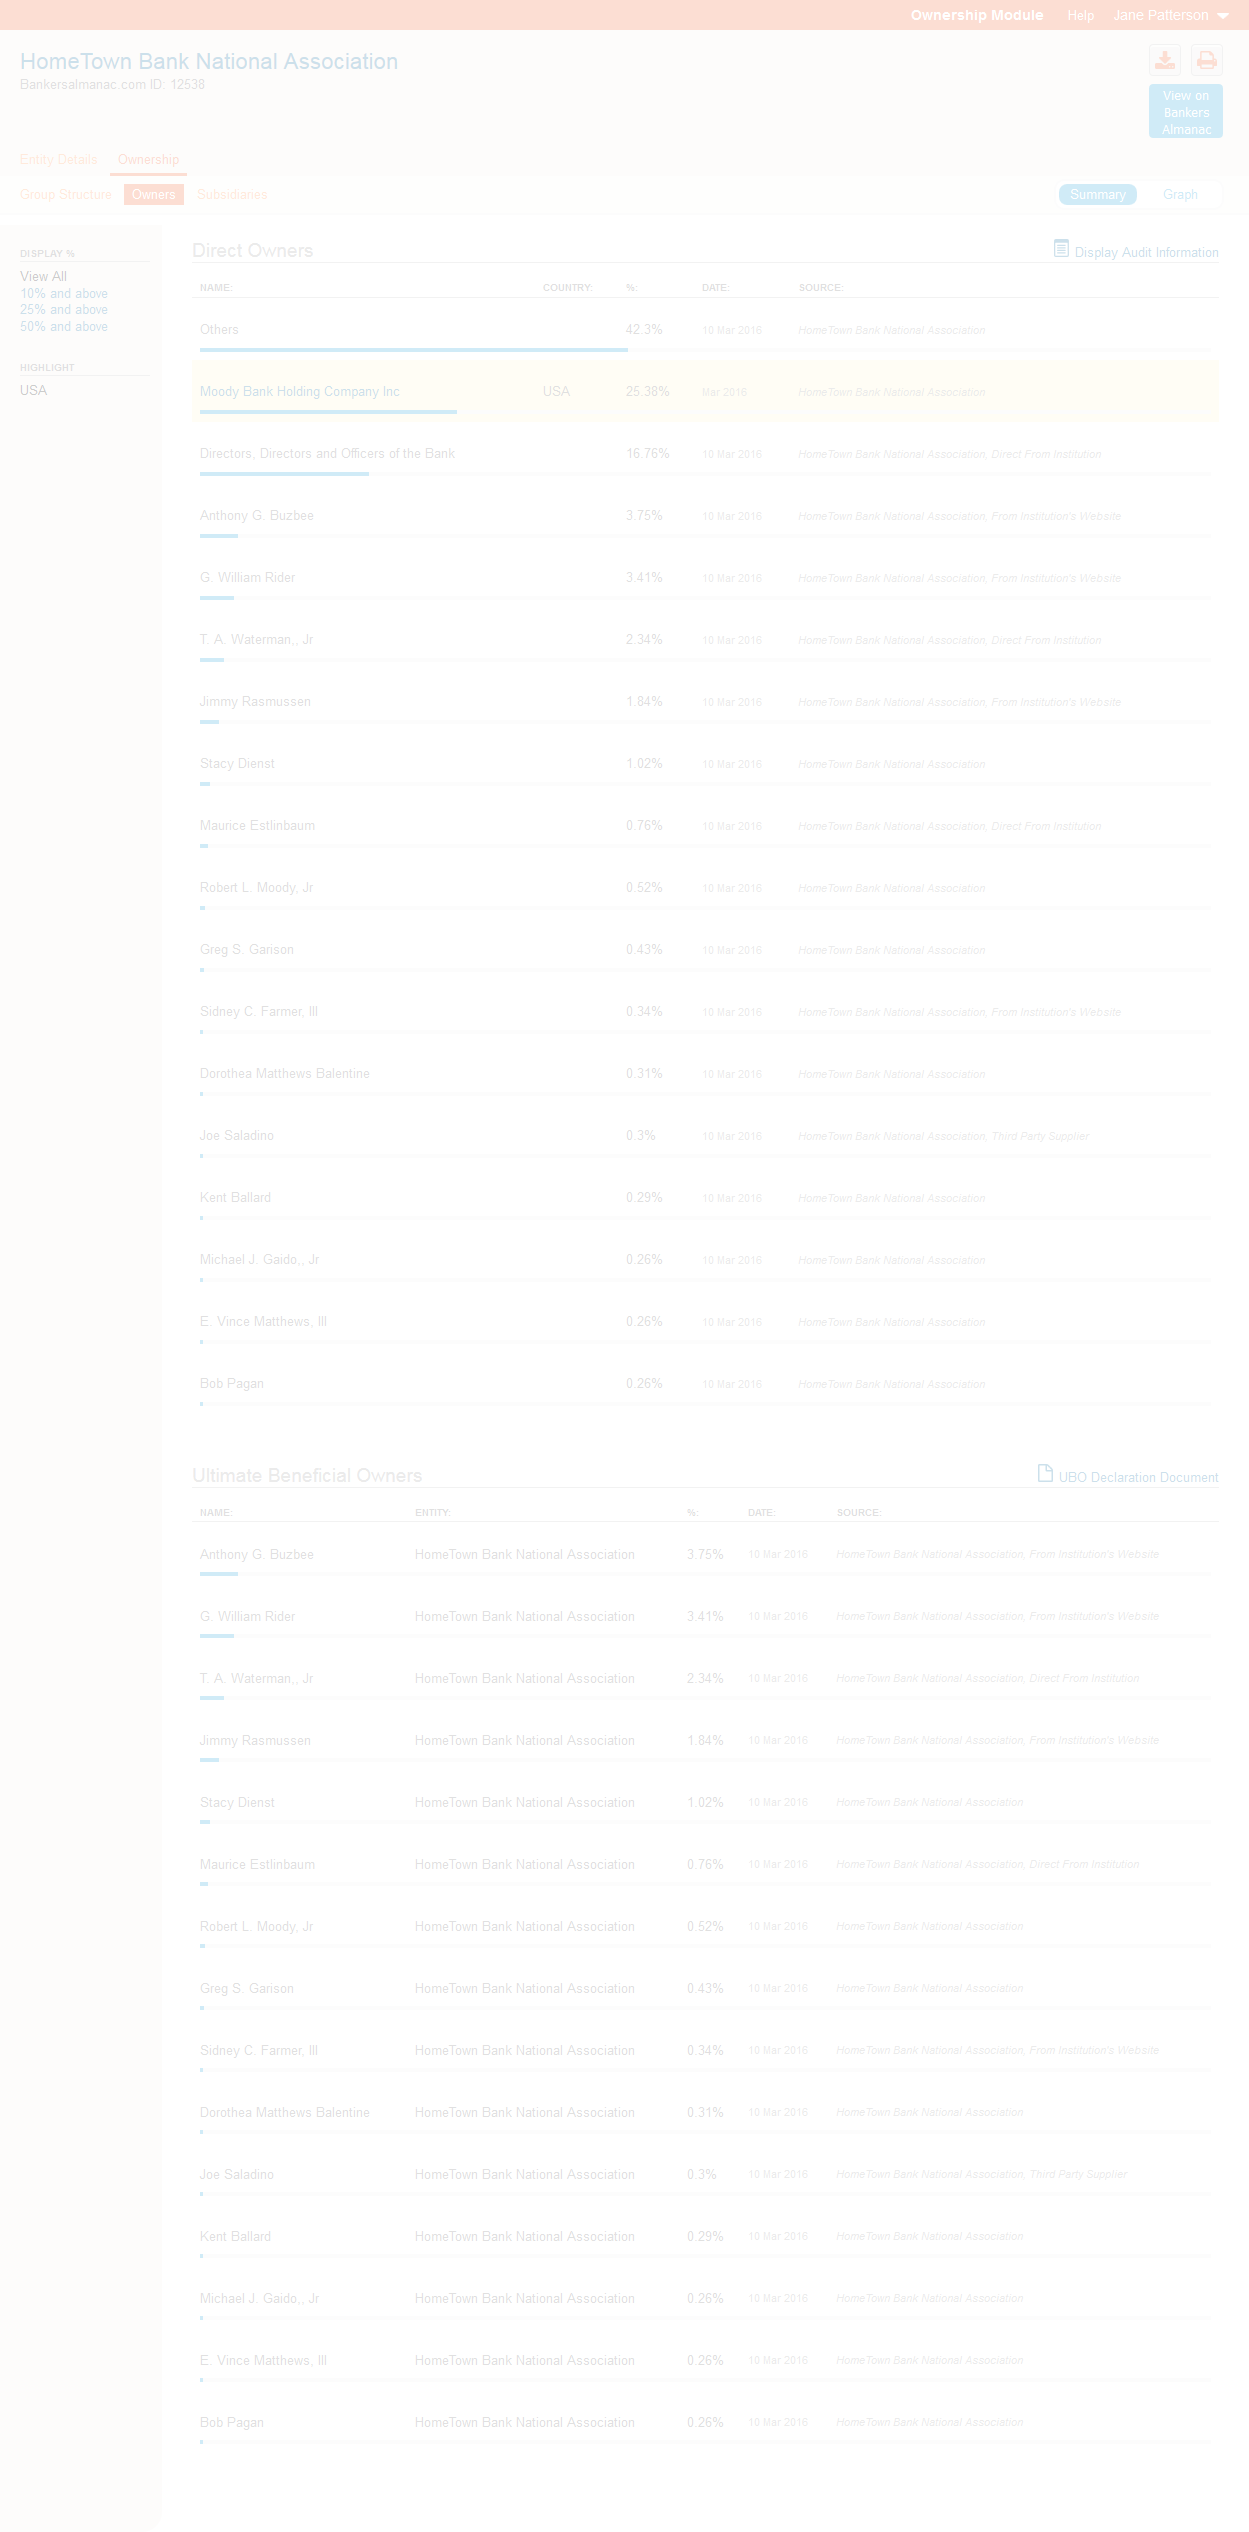 Ownership Module Help Jane Patterson
HomeTown Bank National Association
Bankersalmanac.com ID: 12538
View on
Bankers
Almanac
Entity Details Ownership
Group Structure Owners Subsidiaries Summary Graph
DISPLAY %
View All
10% and above
25% and above
50% and above
HIGHLIGHT
USA
Direct Owners Display Audit Information
NAME: COUNTRY: %: DATE: SOURCE:
Others 42.3% 10 Mar 2016 HomeTown Bank National Association
Moody Bank Holding Company Inc USA 25.38% Mar 2016 HomeTown Bank National Association
Directors, Directors and Officers of the Bank 16.76% 10 Mar 2016 HomeTown Bank National Association, Direct From Institution
Anthony G. Buzbee 3.75% 10 Mar 2016 HomeTown Bank National Association, From Institution's Website
G. William Rider 3.41% 10 Mar 2016 HomeTown Bank National Association, From Institution's Website
T. A. Waterman,, Jr 2.34% 10 Mar 2016 HomeTown Bank National Association, Direct From Institution
Jimmy Rasmussen 1.84% 10 Mar 2016 HomeTown Bank National Association, From Institution's Website
Stacy Dienst 1.02% 10 Mar 2016 HomeTown Bank National Association
Maurice Estlinbaum 0.76% 10 Mar 2016 HomeTown Bank National Association, Direct From Institution
Robert L. Moody, Jr 0.52% 10 Mar 2016 HomeTown Bank National Association
Greg S. Garison 0.43% 10 Mar 2016 HomeTown Bank National Association
Sidney C. Farmer, III 0.34% 10 Mar 2016 HomeTown Bank National Association, From Institution's Website
Dorothea Matthews Balentine 0.31% 10 Mar 2016 HomeTown Bank National Association
Joe Saladino 0.3% 10 Mar 2016 HomeTown Bank National Association, Third Party Supplier
Kent Ballard 0.29% 10 Mar 2016 HomeTown Bank National Association
Michael J. Gaido,, Jr 0.26% 10 Mar 2016 HomeTown Bank National Association
E. Vince Matthews, III 0.26% 10 Mar 2016 HomeTown Bank National Association
Bob Pagan 0.26% 10 Mar 2016 HomeTown Bank National Association
Ultimate Beneficial Owners UBO Declaration Document
NAME: ENTITY: %: DATE: SOURCE:
Anthony G. Buzbee HomeTown Bank National Association 3.75% 10 Mar 2016 HomeTown Bank National Association, From Institution's Website
G. William Rider HomeTown Bank National Association 3.41% 10 Mar 2016 HomeTown Bank National Association, From Institution's Website
T. A. Waterman,, Jr HomeTown Bank National Association 2.34% 10 Mar 2016 HomeTown Bank National Association, Direct From Institution
Jimmy Rasmussen HomeTown Bank National Association 1.84% 10 Mar 2016 HomeTown Bank National Association, From Institution's Website
Stacy Dienst HomeTown Bank National Association 1.02% 10 Mar 2016 HomeTown Bank National Association
Maurice Estlinbaum HomeTown Bank National Association 0.76% 10 Mar 2016 HomeTown Bank National Association, Direct From Institution
Robert L. Moody, Jr HomeTown Bank National Association 0.52% 10 Mar 2016 HomeTown Bank National Association
Greg S. Garison HomeTown Bank National Association 0.43% 10 Mar 2016 HomeTown Bank National Association
Sidney C. Farmer, III HomeTown Bank National Association 0.34% 10 Mar 2016 HomeTown Bank National Association, From Institution's Website
Dorothea Matthews Balentine HomeTown Bank National Association 0.31% 10 Mar 2016 HomeTown Bank National Association
Joe Saladino HomeTown Bank National Association 0.3% 10 Mar 2016 HomeTown Bank National Association, Third Party Supplier
Kent Ballard HomeTown Bank National Association 0.29% 10 Mar 2016 HomeTown Bank National Association
Michael J. Gaido,, Jr HomeTown Bank National Association 0.26% 10 Mar 2016 HomeTown Bank National Association
E. Vince Matthews, III HomeTown Bank National Association 0.26% 10 Mar 2016 HomeTown Bank National Association
Bob Pagan HomeTown Bank National Association 0.26% 10 Mar 2016 HomeTown Bank National Association